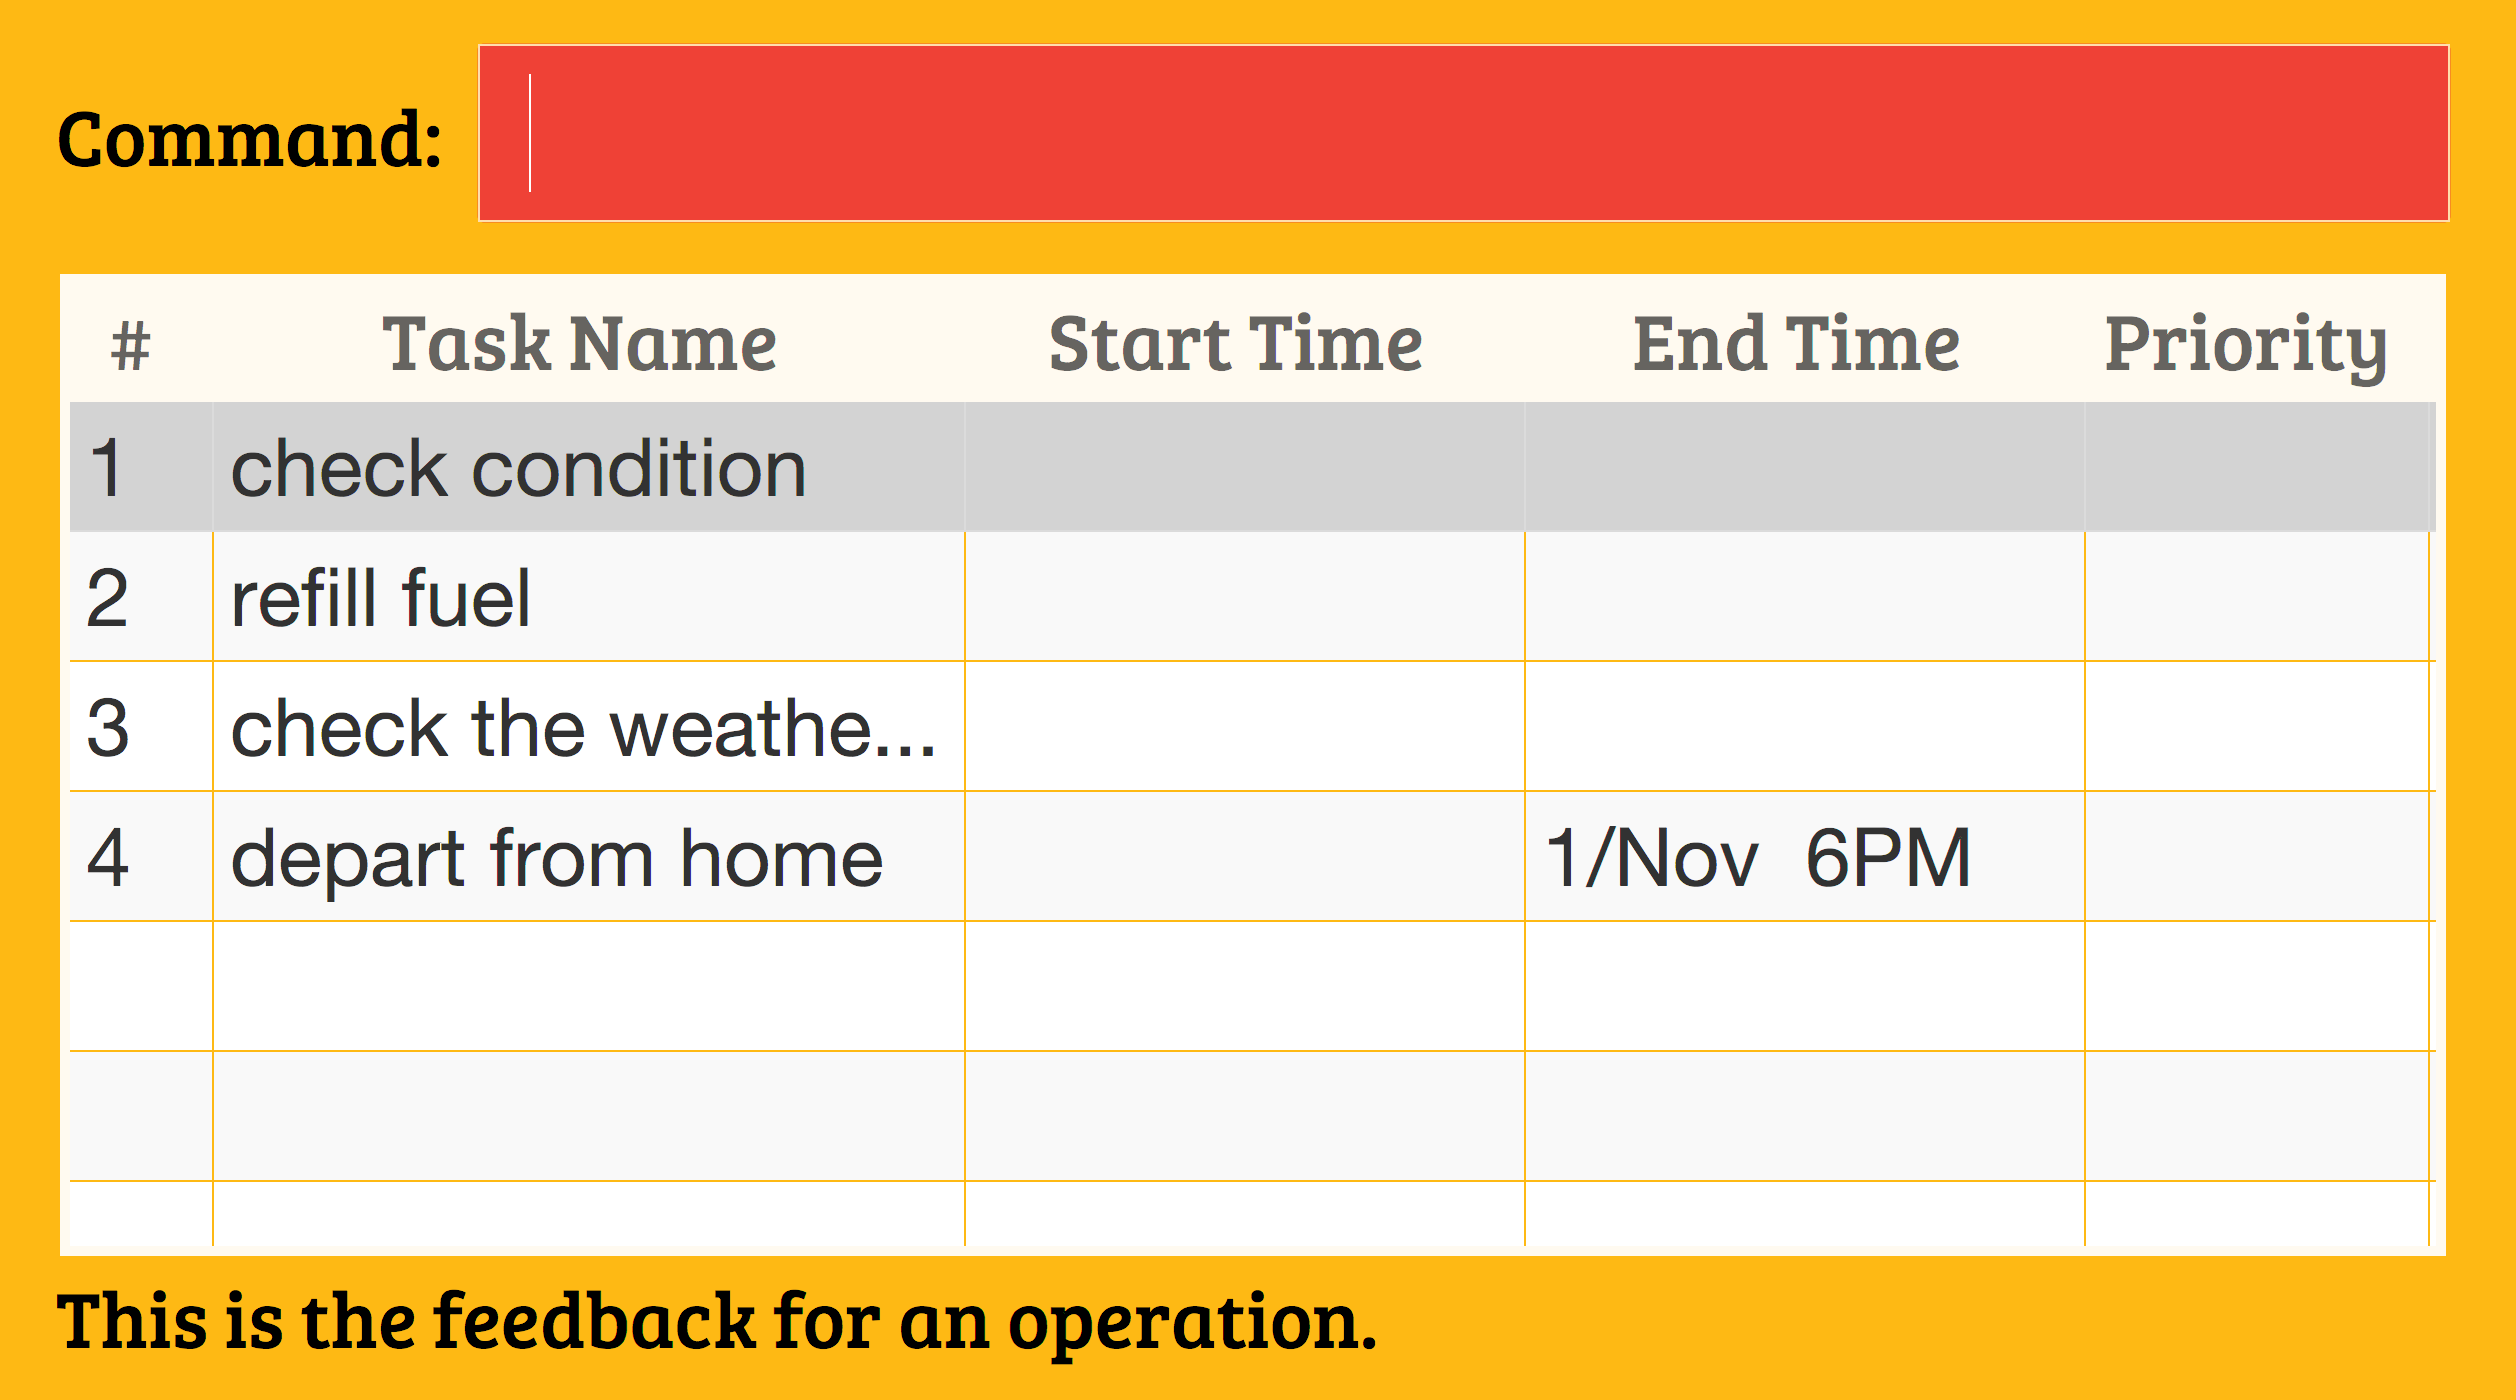 Command:
# Task Name Start Time End Time Priority
1 check condition
2 refill fuel
3 check the weathe...
4 depart from home 1/Nov 6PM
This is the feedback for an operation.